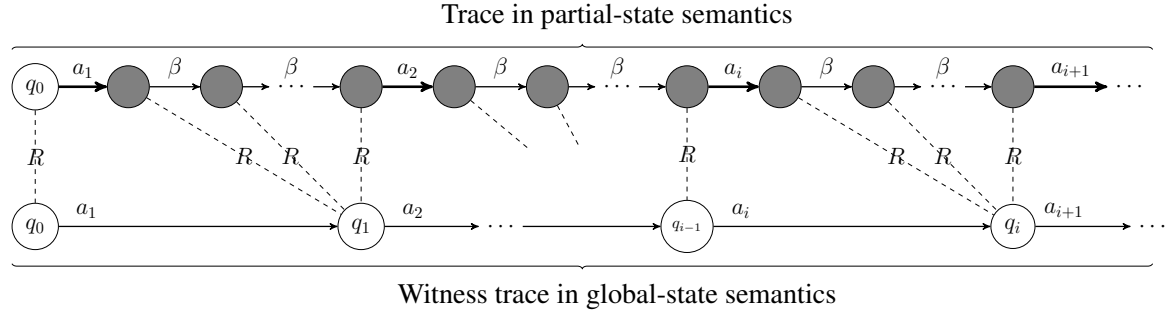 Trace in partial-state semantics
a₁ β β a₂ β β aᵢ β β aᵢ₊₁
q₀ ··· ··· ··· ···
R R R R R R R R
q₀ a₁ q₁ a₂ ··· qᵢ₋₁ aᵢ qᵢ aᵢ₊₁ ···
Witness trace in global-state semantics